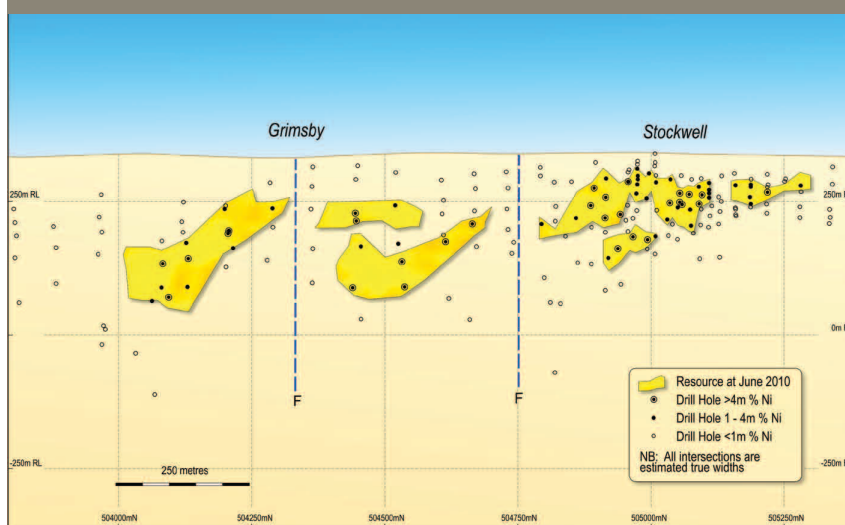 Grimsby
Stockwell
250m RL
250m R
0m R
-250m RL
-250m R
F
F
Resource at June 2010
Drill Hole >4m % Ni
Drill Hole 1 - 4m % Ni
Drill Hole <1m % Ni
NB: All intersections are
estimated true widths
250 metres
504000mN
504250mN
504500mN
504750mN
505000mN
505250mN